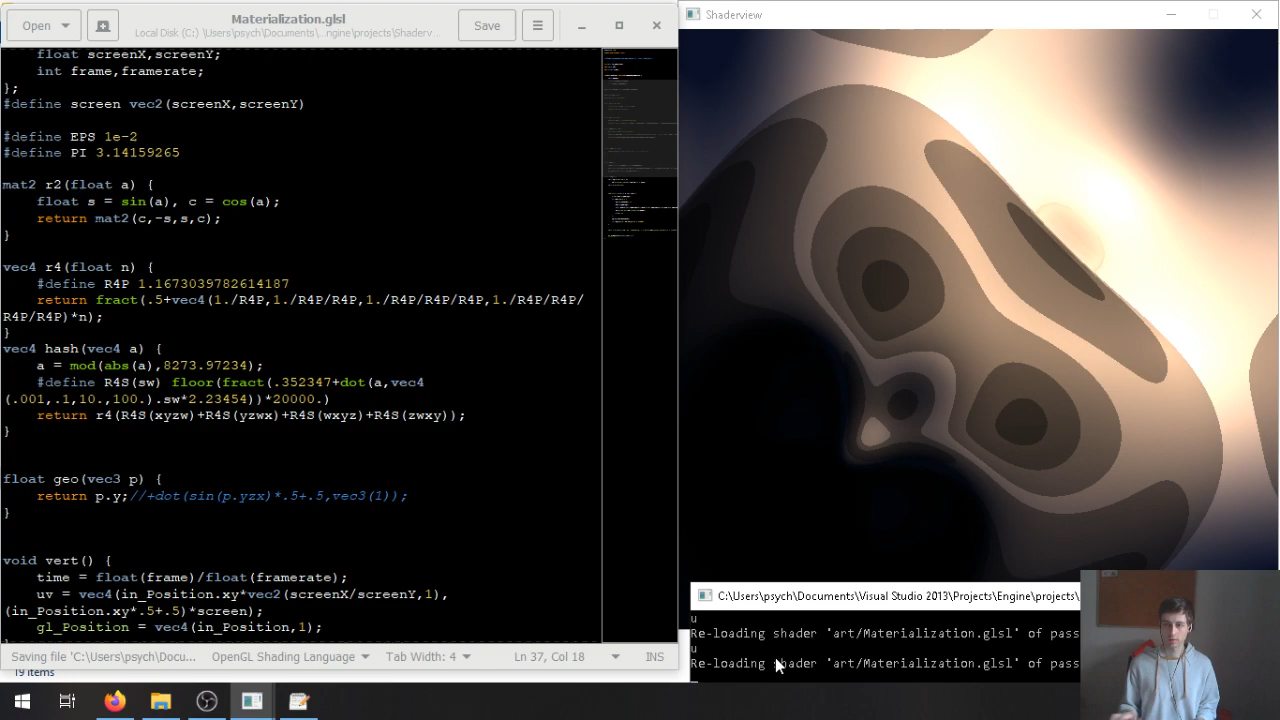 Open
Materialization.glsl
Local Disk (C:) \Users\psych\Documents\...ngine\projects\Shaderv...
Save
float screenX,screenY;
int frame,framerate;
};
#define screen vec2(screenX,screenY)
#define EPS 1e-2
#define PI 3.14159265
mat2 r2(float a) {
float s = sin(a), c = cos(a);
return mat2(c,-s,s,c);
}
vec4 r4(float n) {
#define R4P 1.1673039782614187
return fract(.5+vec4(1./R4P,1./R4P/R4P,1./R4P/R4P/R4P,1./R4P/R4P/
R4P/R4P)*n);
}
vec4 hash(vec4 a) {
a = mod(abs(a),8273.97234);
#define R4S(sw) floor(fract(.352347+dot(a,vec4
(.001,.1,10.,100.).sw*2.23454))*20000.)
return r4(R4S(xyzw)+R4S(yzwx)+R4S(wxyz)+R4S(zwxy));
}
float geo(vec3 p) {
return p.y;//+dot(sin(p.yzx)*.5+.5,vec3(1));
}
void vert() {
time = float(frame)/float(framerate);
uv = vec4(in_Position.xy*vec2(screenX/screenY,1),
(in_Position.xy*.5+.5)*screen);
gl_Position = vec4(in_Position,1);
Saving file 'C:\Users\psych\Docu...
OpenGL Shading Language
Tab Width: 4
Ln 37, Col 18
INS
19 items
Shaderview
C:\Users\psych\Documents\Visual Studio 2013\Projects\Engine\projects\
u
Re-loading shader 'art/Materialization.glsl' of pass
u
Re-loading shader 'art/Materialization.glsl' of pass